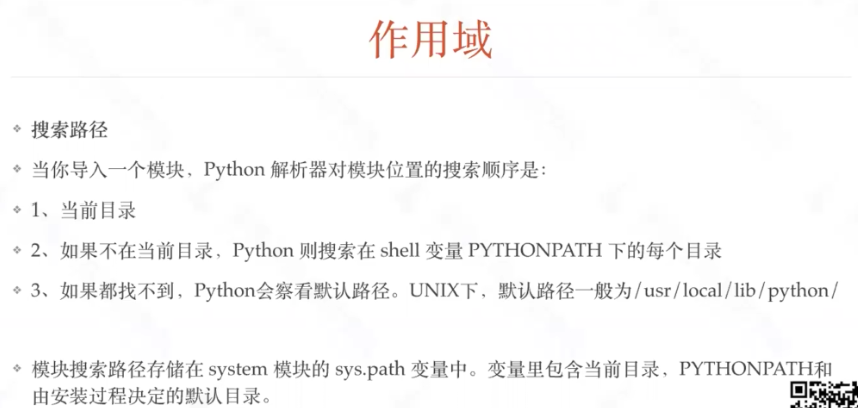 作用域
搜索路径
当你导入一个模块，Python 解析器对模块位置的搜索顺序是：
1、当前目录
2、如果不在当前目录，Python 则搜索在 shell 变量 PYTHONPATH 下的每个目录
3、如果都找不到，Python会察看默认路径。UNIX下，默认路径一般为/usr/local/lib/python/
模块搜索路径存储在 system 模块的 sys.path 变量中。变量里包含当前目录，PYTHONPATH和
由安装过程决定的默认目录。